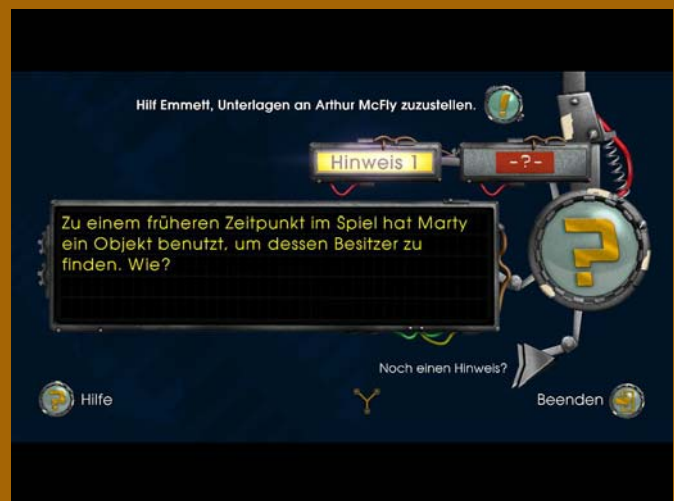 Hilf Emmett, Unterlagen an Arthur McFly zuzustellen.
Hinweis 1
-?-
Zu einem früheren Zeitpunkt im Spiel hat Marty
ein Objekt benutzt, um dessen Besitzer zu
finden. Wie?
Noch einen Hinweis?
Hilfe
Beenden